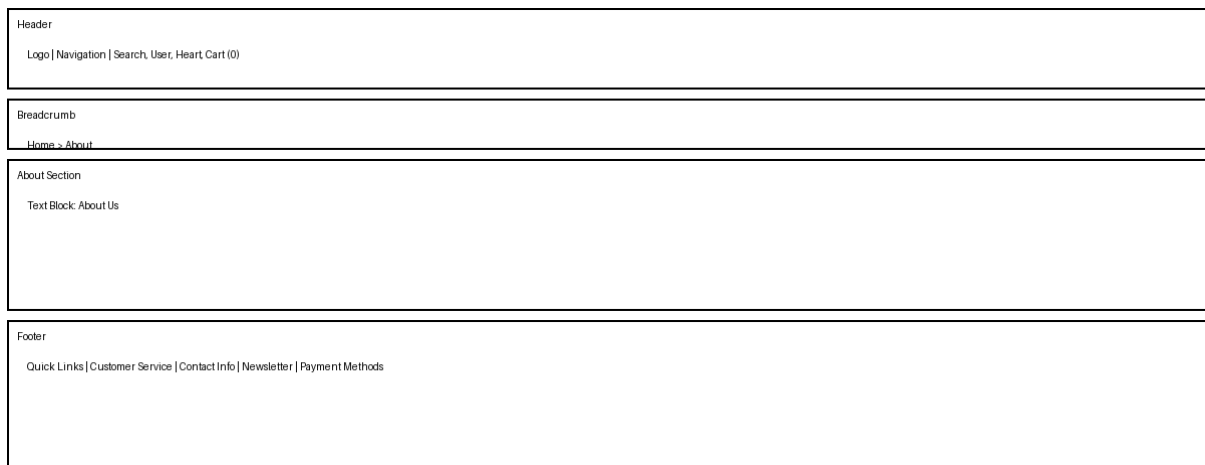 Header
Logo | Navigation | Search, User, Heart, Cart (0)
Breadcrumb
Home > About
About Section
Text Block: About Us
Footer
Quick Links | Customer Service | Contact Info | Newsletter | Payment Methods